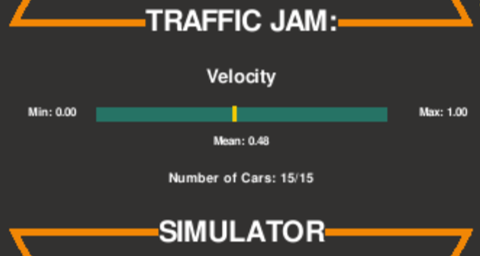 TRAFFIC JAM:
Velocity
Min: 0.00 Max: 1.00
Mean: 0.48
Number of Cars: 15/15
SIMULATOR